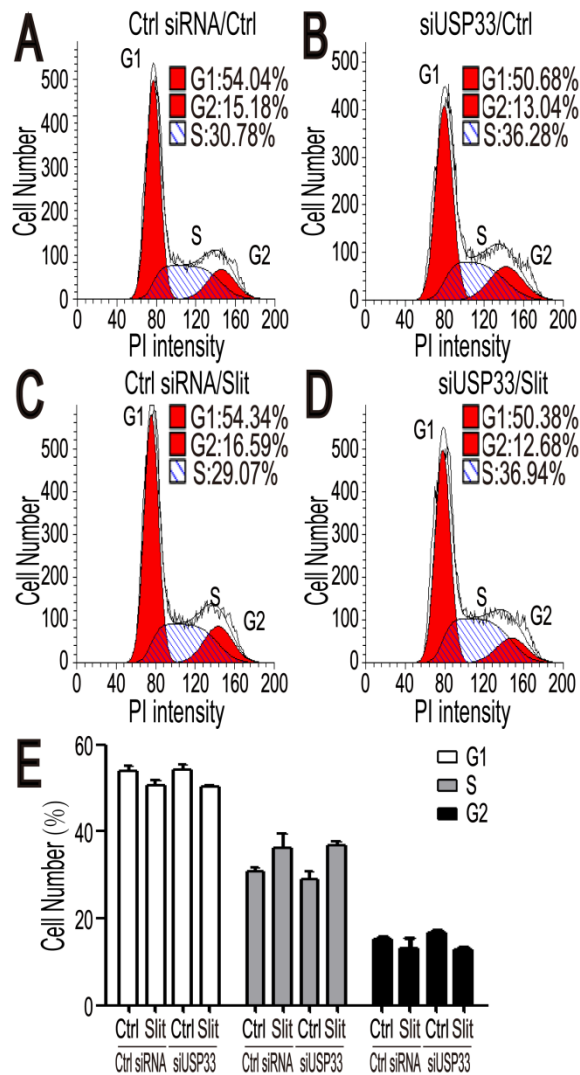 A Ctrl siRNA/Ctrl
G1
G1:54.04%
G2:15.18%
S:30.78%
S
G2
Cell Number
500
400
300
200
100
0
0 40 80 120 160 200
PI intensity
B siUSP33/Ctrl
G1
G1:50.68%
G2:13.04%
S:36.28%
S
G2
Cell Number
500
400
300
200
100
0
0 40 80 120 160 200
PI intensity
C Ctrl siRNA/Slit
G1
G1:54.34%
G2:16.59%
S:29.07%
S
G2
Cell Number
500
400
300
200
100
0
0 40 80 120 160 200
PI intensity
D siUSP33/Slit
G1
G1:50.38%
G2:12.68%
S:36.94%
S
G2
Cell Number
500
400
300
200
100
0
0 40 80 120 160 200
PI intensity
E
Cell Number (%)
60
40
20
0
G1
S
G2
Ctrl Slit Ctrl Slit Ctrl Slit Ctrl Slit Ctrl Slit Ctrl Slit
Ctrl siRNA siUSP33 Ctrl siRNA siUSP33 Ctrl siRNA siUSP33